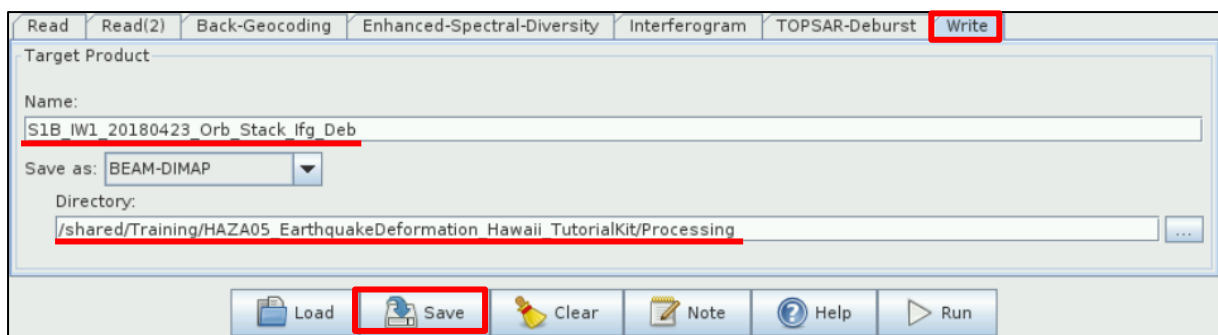 Read Read(2) Back-Geocoding Enhanced-Spectral-Diversity Interferogram TOPSAR-Deburst Write
Target Product
Name:
S1B_IW1_20180423_Orb_Stack_Ifg_Deb
Save as: BEAM-DIMAP
Directory:
/shared/Training/HAZA05_EarthquakeDeformation_Hawaii_TutorialKit/Processing ...
Load Save Clear Note Help Run